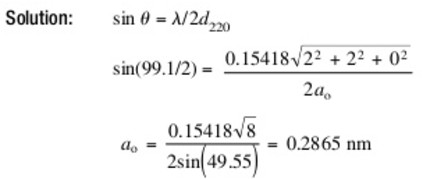 Solution: sin θ = λ/2d₂₂₀
sin(99.1/2) = 0.15418√(2² + 2² + 0²) / 2aₒ
aₒ = 0.15418√8 / 2sin(49.55) = 0.2865 nm